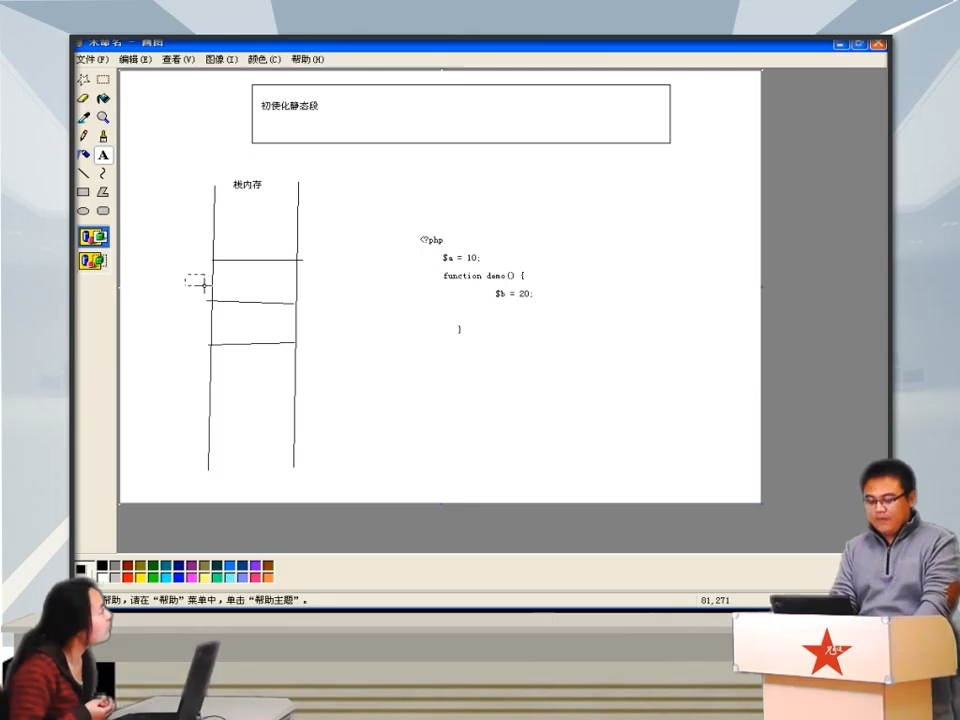 未命名 - 画图
文件(F) 编辑(E) 查看(V) 图像(I) 颜色(C) 帮助(H)
初使化静态段
栈内存
<?php
$a = 10;
function demo() {
$b = 20;
}
A
帮助，请在“帮助”菜单中，单击“帮助主题”。
81,271